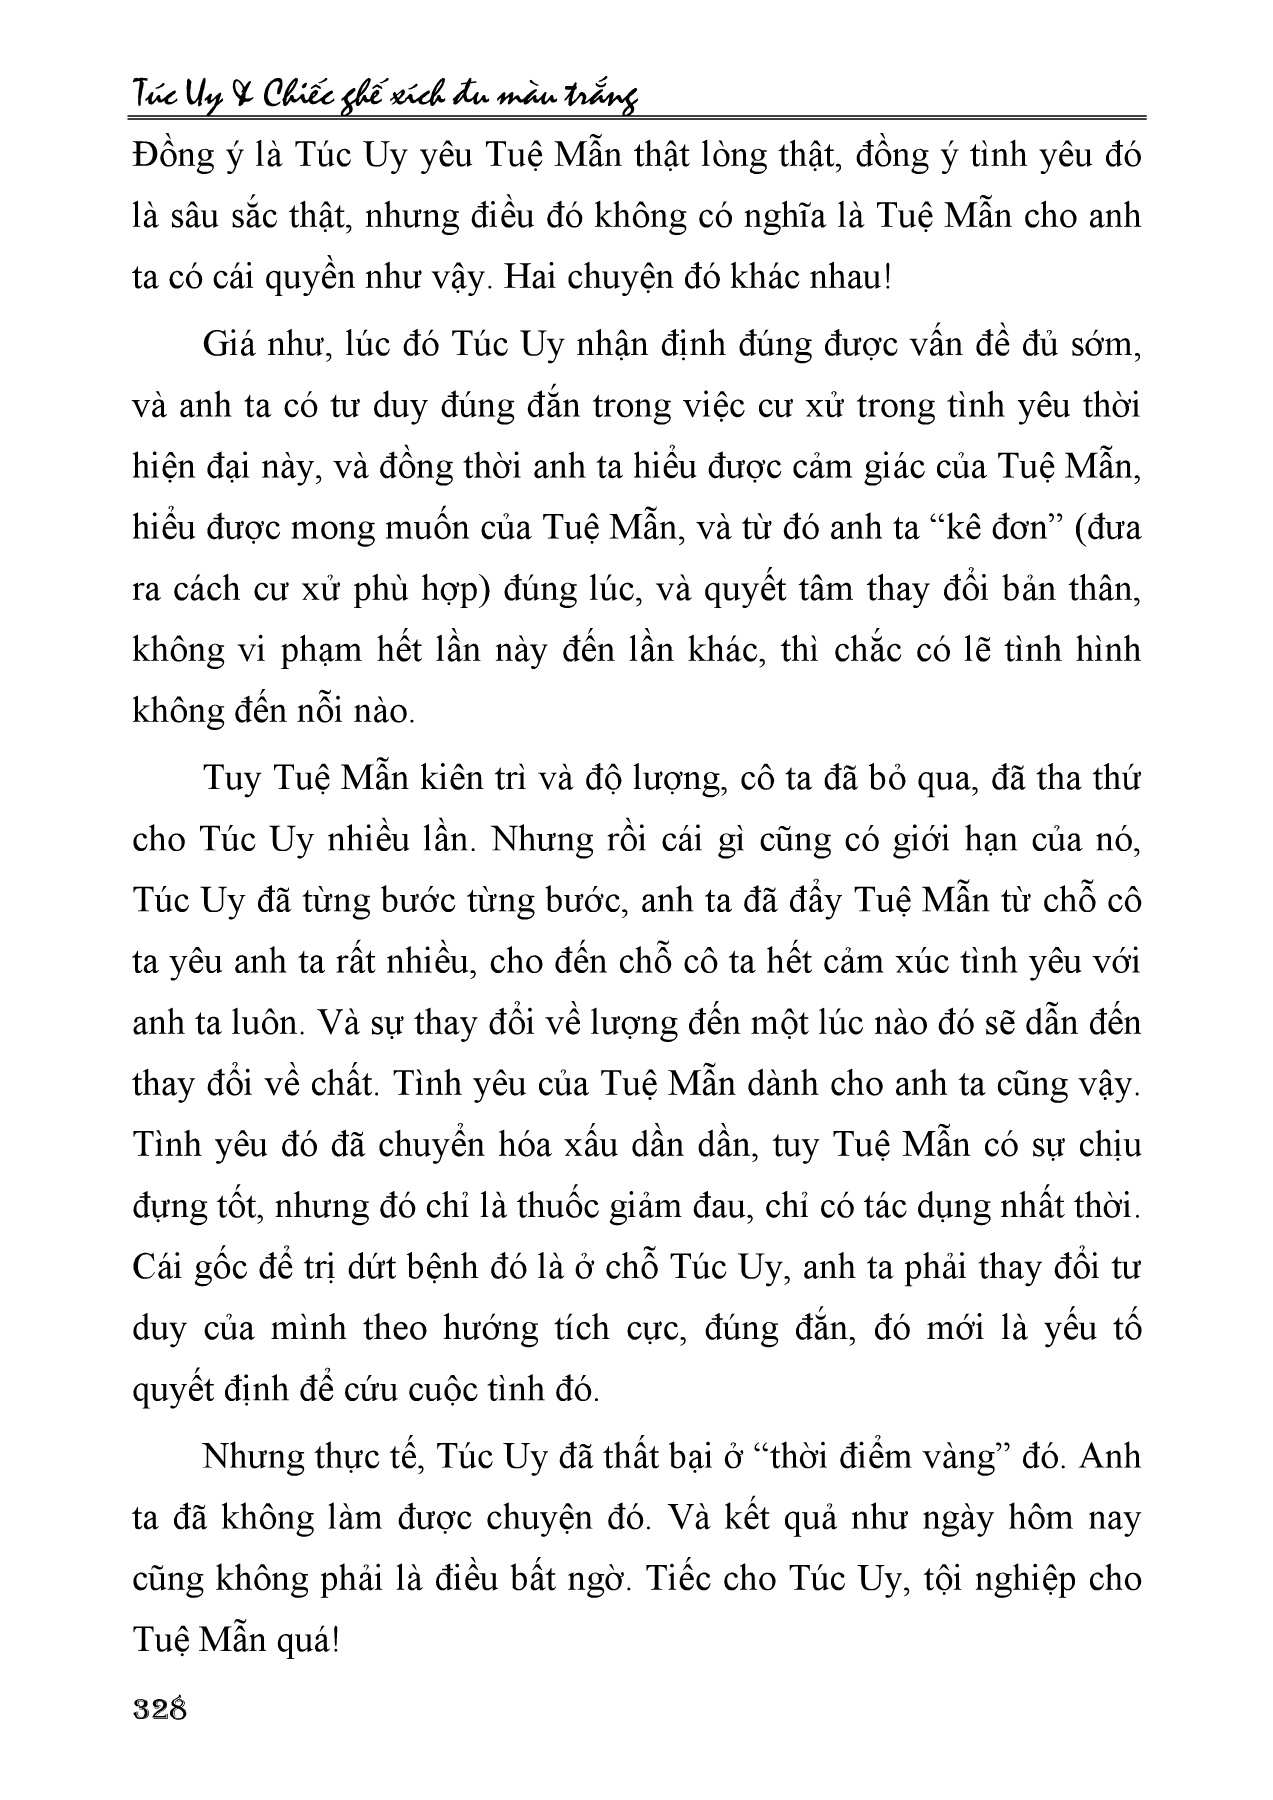 Túc Uy & Chiếc ghế xích đu màu trắng
Đồng ý là Túc Uy yêu Tuệ Mẫn thật lòng thật, đồng ý tình yêu đó
là sâu sắc thật, nhưng điều đó không có nghĩa là Tuệ Mẫn cho anh
ta có cái quyền như vậy. Hai chuyện đó khác nhau!
Giá như, lúc đó Túc Uy nhận định đúng được vấn đề đủ sớm,
và anh ta có tư duy đúng đắn trong việc cư xử trong tình yêu thời
hiện đại này, và đồng thời anh ta hiểu được cảm giác của Tuệ Mẫn,
hiểu được mong muốn của Tuệ Mẫn, và từ đó anh ta “kê đơn” (đưa
ra cách cư xử phù hợp) đúng lúc, và quyết tâm thay đổi bản thân,
không vi phạm hết lần này đến lần khác, thì chắc có lẽ tình hình
không đến nỗi nào.
Tuy Tuệ Mẫn kiên trì và độ lượng, cô ta đã bỏ qua, đã tha thứ
cho Túc Uy nhiều lần. Nhưng rồi cái gì cũng có giới hạn của nó,
Túc Uy đã từng bước từng bước, anh ta đã đẩy Tuệ Mẫn từ chỗ cô
ta yêu anh ta rất nhiều, cho đến chỗ cô ta hết cảm xúc tình yêu với
anh ta luôn. Và sự thay đổi về lượng đến một lúc nào đó sẽ dẫn đến
thay đổi về chất. Tình yêu của Tuệ Mẫn dành cho anh ta cũng vậy.
Tình yêu đó đã chuyển hóa xấu dần dần, tuy Tuệ Mẫn có sự chịu
đựng tốt, nhưng đó chỉ là thuốc giảm đau, chỉ có tác dụng nhất thời.
Cái gốc để trị dứt bệnh đó là ở chỗ Túc Uy, anh ta phải thay đổi tư
duy của mình theo hướng tích cực, đúng đắn, đó mới là yếu tố
quyết định để cứu cuộc tình đó.
Nhưng thực tế, Túc Uy đã thất bại ở “thời điểm vàng” đó. Anh
ta đã không làm được chuyện đó. Và kết quả như ngày hôm nay
cũng không phải là điều bất ngờ. Tiếc cho Túc Uy, tội nghiệp cho
Tuệ Mẫn quá!
328